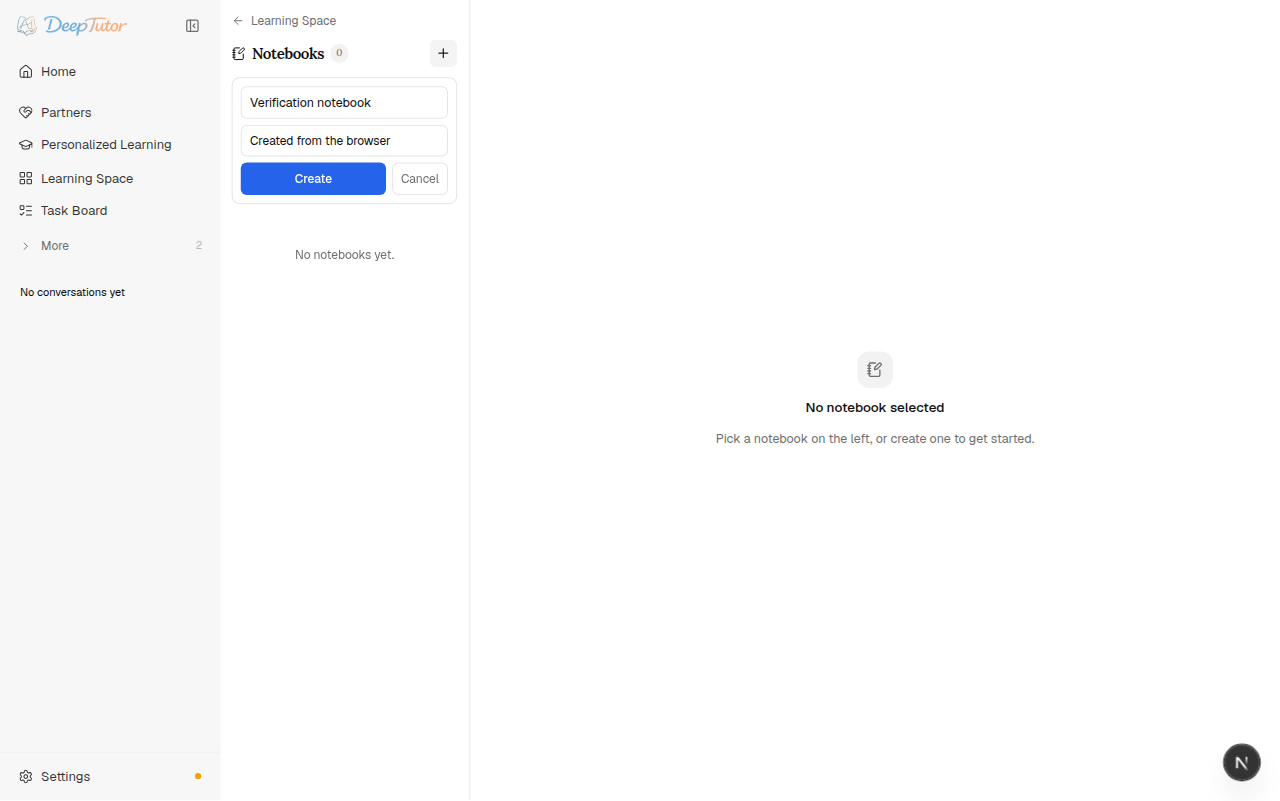 DeepTutor
Home
Partners
Personalized Learning
Learning Space
Task Board
More 2
No conversations yet
Settings
Learning Space
Notebooks 0
Verification notebook
Created from the browser
Create Cancel
No notebooks yet.
No notebook selected
Pick a notebook on the left, or create one to get started.
N